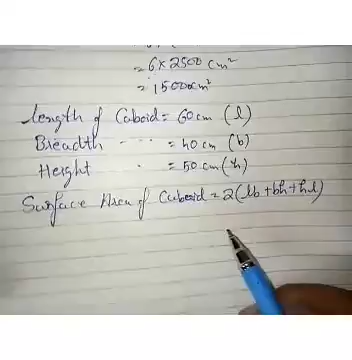 = 6 × 2500 cm²
= 15000 cm²
Length of Cuboid = 60 cm (l)
Breadth " " " = 40 cm (b)
Height " = 50 cm (h)
Surface Area of Cuboid = 2(lb + bh + hl)